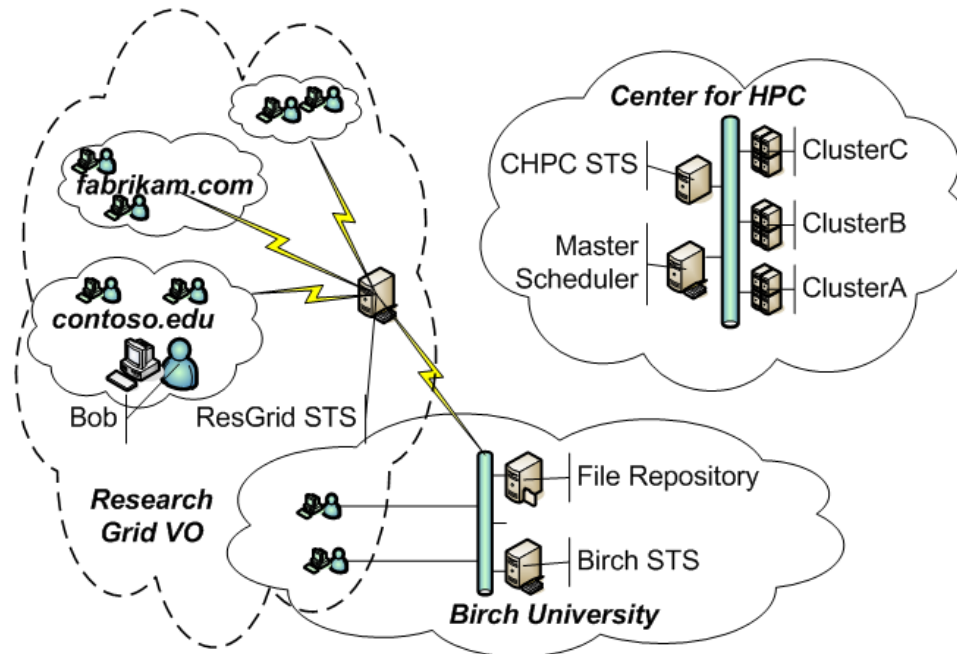 fabrikam.com
contoso.edu
Bob
ResGrid STS
Research
Grid VO
Center for HPC
CHPC STS
Master
Scheduler
ClusterC
ClusterB
ClusterA
File Repository
Birch STS
Birch University